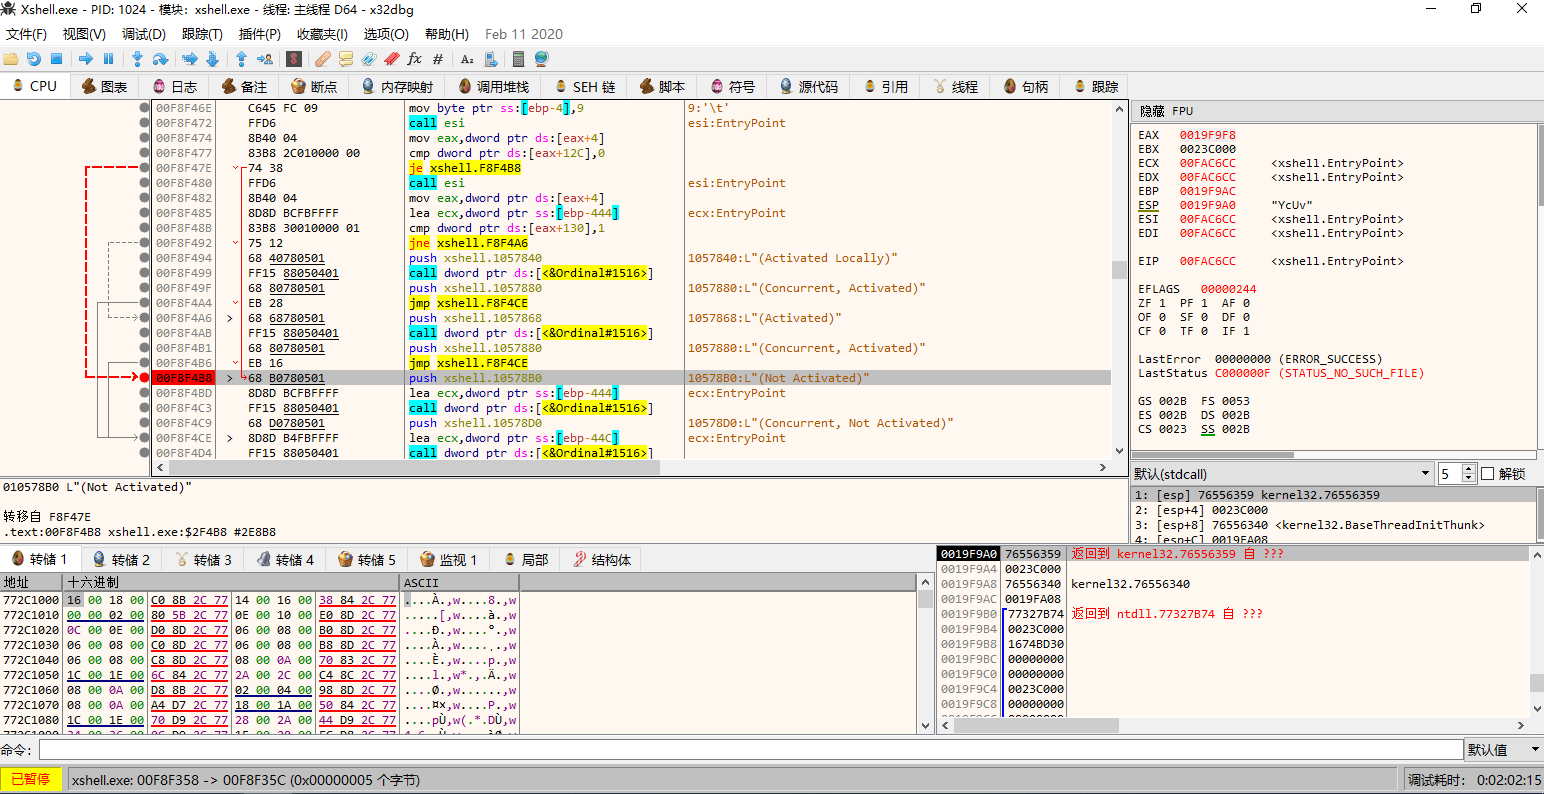 Xshell.exe - PID: 1024 - 模块: xshell.exe - 线程: 主线程 D64 - x32dbg
文件(F) 视图(V) 调试(D) 跟踪(T) 插件(P) 收藏夹(I) 选项(O) 帮助(H) Feb 11 2020
CPU 图表 日志 备注 断点 内存映射 调用堆栈 SEH 链 脚本 符号 源代码 引用 线程 句柄 跟踪
00F8F46E C645 FC 09 mov byte ptr ss:[ebp-4],9 9:'\t'
00F8F472 FFD6 call esi esi:EntryPoint
00F8F474 8B40 04 mov eax,dword ptr ds:[eax+4]
00F8F477 83B8 2C010000 00 cmp dword ptr ds:[eax+12C],0
00F8F47E 74 38 je xshell.F8F4B8
00F8F480 FFD6 call esi esi:EntryPoint
00F8F482 8B40 04 mov eax,dword ptr ds:[eax+4]
00F8F485 8D8D BCFBFFFF lea ecx,dword ptr ss:[ebp-444] ecx:EntryPoint
00F8F48B 83B8 30010000 01 cmp dword ptr ds:[eax+130],1
00F8F492 75 12 jne xshell.F8F4A6
00F8F494 68 40780501 push xshell.1057840 1057840:L"(Activated Locally)"
00F8F499 FF15 88050401 call dword ptr ds:[<&Ordinal#1516>]
00F8F49F 68 80780501 push xshell.1057880 1057880:L"(Concurrent, Activated)"
00F8F4A4 EB 28 jmp xshell.F8F4CE
00F8F4A6 68 68780501 push xshell.1057868 1057868:L"(Activated)"
00F8F4AB FF15 88050401 call dword ptr ds:[<&Ordinal#1516>]
00F8F4B1 68 80780501 push xshell.1057880 1057880:L"(Concurrent, Activated)"
00F8F4B6 EB 16 jmp xshell.F8F4CE
00F8F4B8 68 B0780501 push xshell.10578B0 10578B0:L"(Not Activated)"
00F8F4BD 8D8D BCFBFFFF lea ecx,dword ptr ss:[ebp-444] ecx:EntryPoint
00F8F4C3 FF15 88050401 call dword ptr ds:[<&Ordinal#1516>]
00F8F4C9 68 D0780501 push xshell.10578D0 10578D0:L"(Concurrent, Not Activated)"
00F8F4CE 8D8D B4FBFFFF lea ecx,dword ptr ss:[ebp-44C] ecx:EntryPoint
00F8F4D4 FF15 88050401 call dword ptr ds:[<&Ordinal#1516>]
隐藏 FPU
EAX 0019F9F8
EBX 0023C000
ECX 00FAC6CC <xshell.EntryPoint>
EDX 00FAC6CC <xshell.EntryPoint>
EBP 0019F9AC
ESP 0019F9A0 "YcUv"
ESI 00FAC6CC <xshell.EntryPoint>
EDI 00FAC6CC <xshell.EntryPoint>
EIP 00FAC6CC <xshell.EntryPoint>
EFLAGS 00000244
ZF 1 PF 1 AF 0
OF 0 SF 0 DF 0
CF 0 TF 0 IF 1
LastError 00000000 (ERROR_SUCCESS)
LastStatus C000000F (STATUS_NO_SUCH_FILE)
GS 002B FS 0053
ES 002B DS 002B
CS 0023 SS 002B
默认(stdcall) 5 解锁
1: [esp] 76556359 kernel32.76556359
2: [esp+4] 0023C000
3: [esp+8] 76556340 <kernel32.BaseThreadInitThunk>
4: [esp+C] 0019FA08
010578B0 L"(Not Activated)"
转移自 F8F47E
.text:00F8F4B8 xshell.exe:$2F4B8 #2E8B8
转储 1 转储 2 转储 3 转储 4 转储 5 监视 1 局部 结构体
地址 十六进制 ASCII
772C1000 16 00 18 00 C0 8B 2C 77 14 00 16 00 38 84 2C 77 ....À.,w....8.,w
772C1010 00 00 02 00 80 5B 2C 77 0E 00 10 00 E0 8D 2C 77 .....[,w....à.,w
772C1020 0C 00 0E 00 D0 8D 2C 77 06 00 08 00 B0 8D 2C 77 ....Ð.,w....°.,w
772C1030 06 00 08 00 C0 8D 2C 77 06 00 08 00 B8 8D 2C 77 ....À.,w....¸.,w
772C1040 06 00 08 00 C8 8D 2C 77 08 00 0A 00 70 83 2C 77 ....È.,w....p.,w
772C1050 1C 00 1E 00 6C 84 2C 77 2A 00 2C 00 C4 8C 2C 77 ....l.,w*.,.Ä.,w
772C1060 08 00 0A 00 D8 8B 2C 77 02 00 04 00 98 8D 2C 77 ....Ø.,w......,w
772C1070 08 00 0A 00 A4 D7 2C 77 18 00 1A 00 50 84 2C 77 ....¤×,w....P.,w
772C1080 1C 00 1E 00 70 D9 2C 77 28 00 2A 00 44 D9 2C 77 ....pÙ,w(.*.DÙ,w
0019F9A0 76556359 返回到 kernel32.76556359 自 ???
0019F9A4 0023C000
0019F9A8 76556340 kernel32.76556340
0019F9AC 0019FA08
0019F9B0 77327B74 返回到 ntdll.77327B74 自 ???
0019F9B4 0023C000
0019F9B8 1674BD30
0019F9BC 00000000
0019F9C0 00000000
0019F9C4 0023C000
0019F9C8 00000000
命令: 默认值
已暂停 xshell.exe: 00F8F358 -> 00F8F35C (0x00000005 个字节) 调试耗时: 0:02:02:15